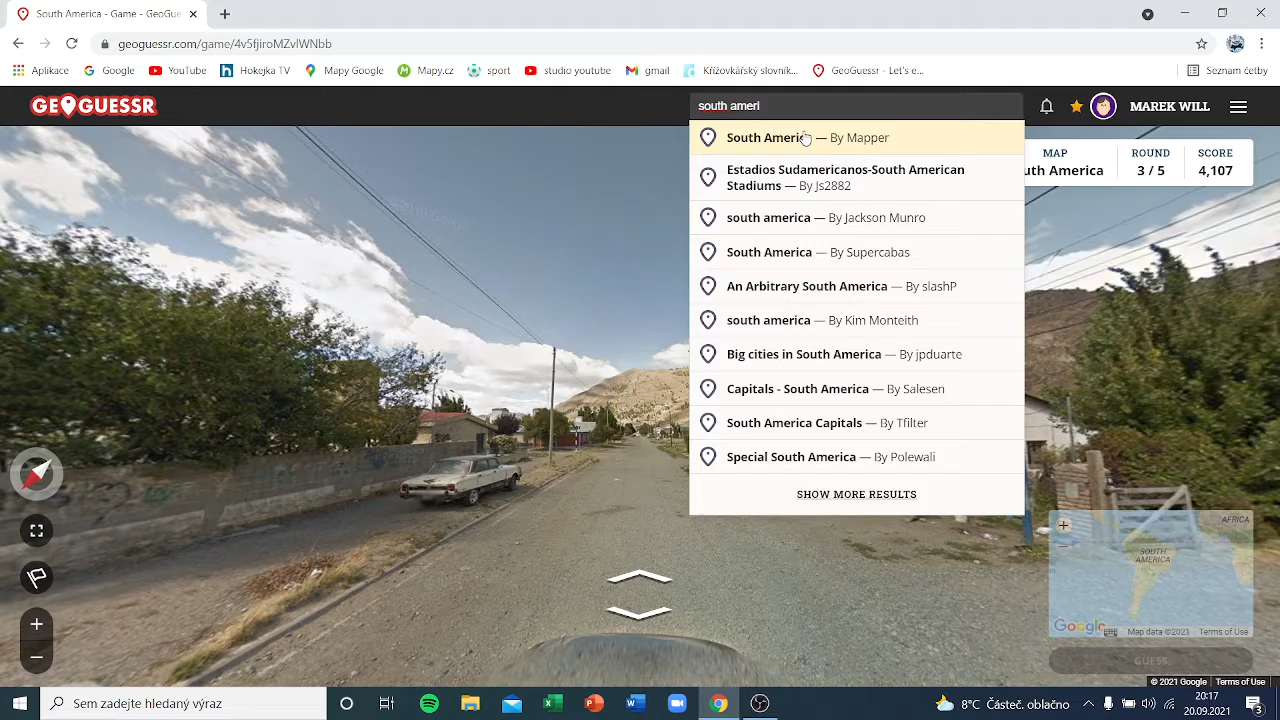 South America - Game - GeoGues
geoguessr.com/game/4v5fjiroMZvlWNbb
Aplikace
Google
YouTube
Hokejka TV
Mapy Google
Mapy.cz
sport
studio youtube
gmail
Křížovkářský slovník...
GeoGuessr - Let's e...
Seznam četby
GEOGUESSR
south ameri
MAREK WILL
MAP
uth America
ROUND
3 / 5
SCORE
4,107
South Ameri — By Mapper
Estadios Sudamericanos-South American
Stadiums — By Js2882
south america — By Jackson Munro
South America — By Supercabas
An Arbitrary South America — By slashP
south america — By Kim Monteith
Big cities in South America — By jpduarte
Capitals - South America — By Salesen
South America Capitals — By Tfilter
Special South America — By Polewali
SHOW MORE RESULTS
AFRICA
SOUTH
AMERICA
Google
Map data ©2021
Terms of Use
GUESS
© 2021 Google
Terms of Use
Sem zadejte hledaný výraz
8°C Částeč. oblačno
20:17
20.09.2021